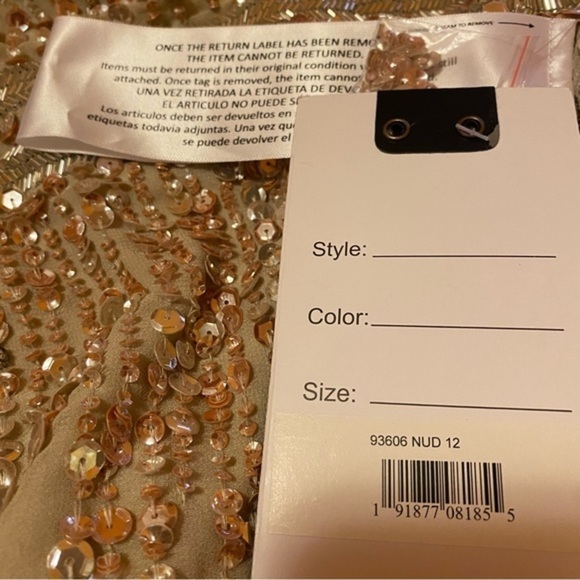 TO REMOVE
ONCE THE RETURN LABEL HAS BEEN REMO
THE ITEM CANNOT BE RETURNED.
Items must be returned in their original condition
attached. Once tag is removed, the item cannot
UNA VEZ RETIRADA LA ETIQUETA DE DEV
EL ARTICULO NO PUEDE SE
Los articulos deben ser devueltos en
etiquetas todavia adjuntas. Una vez que
se puede devolver el
Style:
Color:
Size:
93606 NUD 12
1 91877 08185 5